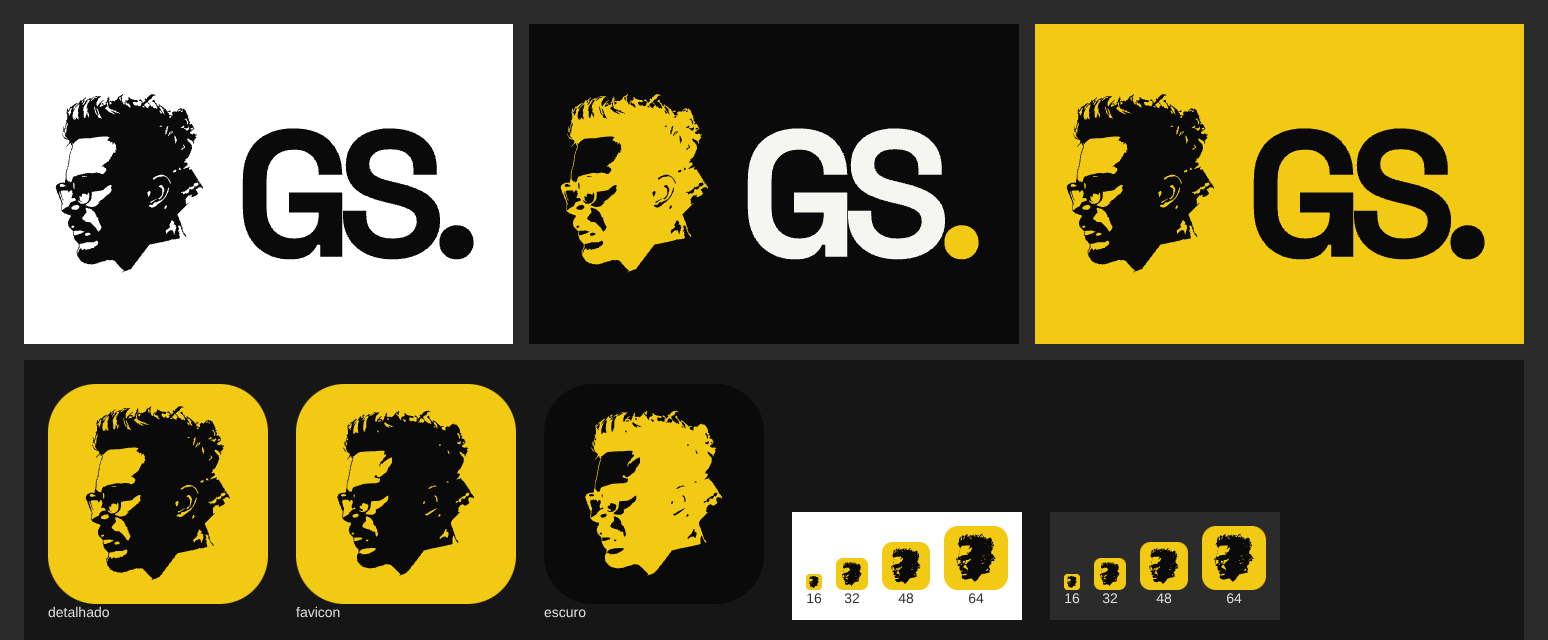 GS.
GS.
GS.
16 32 48 64
16 32 48 64
detalhado
favicon
escuro